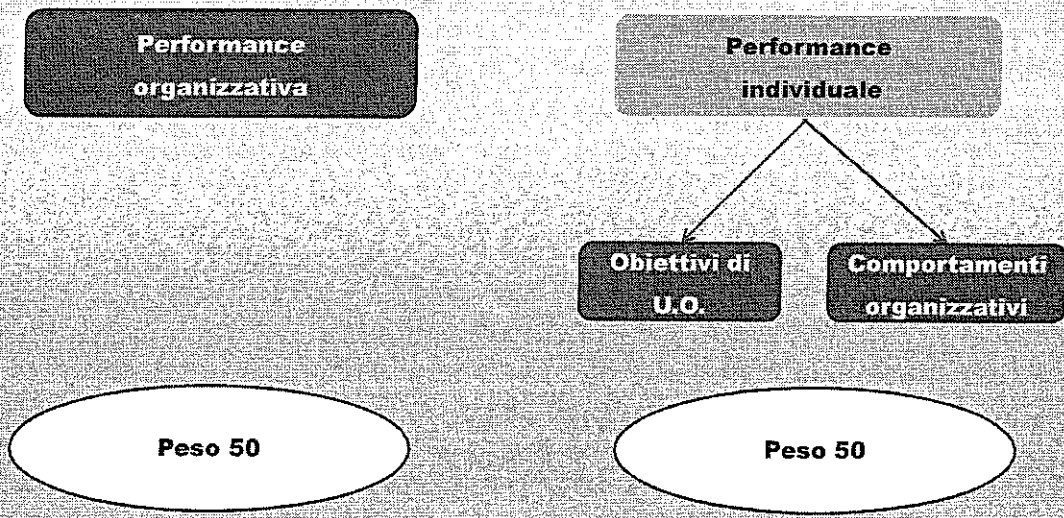 Performance
organizzativa
Performance
individuale
Obiettivi di
U.O.
Comportamenti
organizzativi
Peso 50
Peso 50